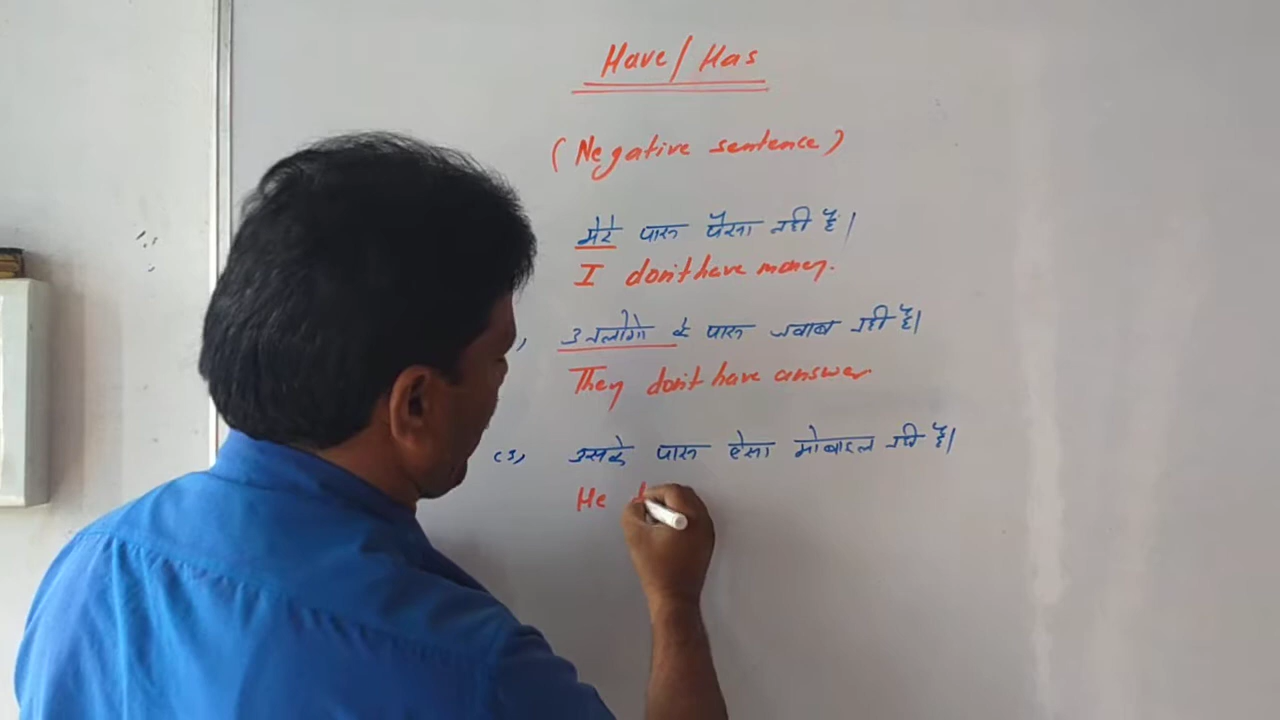 Have/Has
(Negative sentence)
मेरे पास पैसा नहीं है।
I don't have money.
, उनलोगो के पास जवाब नहीं है।
They don't have answer.
(3, उसके पास ऐसा मोबाइल नहीं है।
He